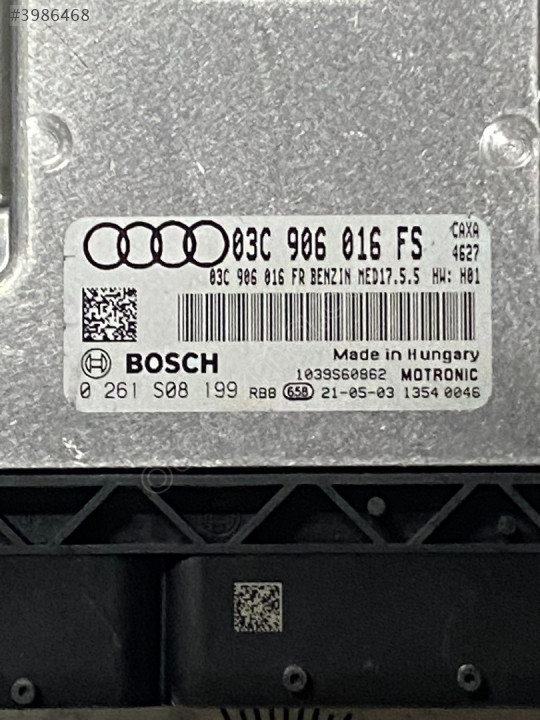 #3986468
03C 906 016 FS CAXA
4627
03C 906 016 FR BENZIN MED17.5.5 HW: H01
BOSCH Made in Hungary
1039S60862 MOTRONIC
0 261 S08 199 RBB 658 21-05-03 1354 0046